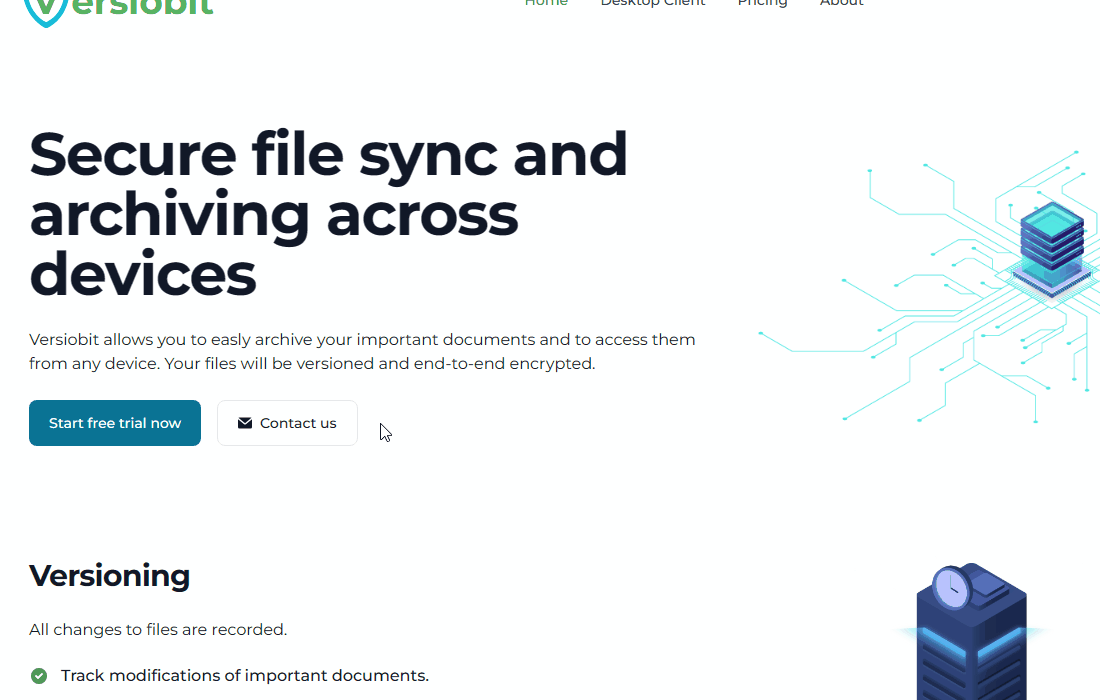 ersiobit
Home Desktop Client Pricing About
Secure file sync and
archiving across
devices
Versiobit allows you to easly archive your important documents and to access them
from any device. Your files will be versioned and end-to-end encrypted.
Start free trial now Contact us
Versioning
All changes to files are recorded.
Track modifications of important documents.